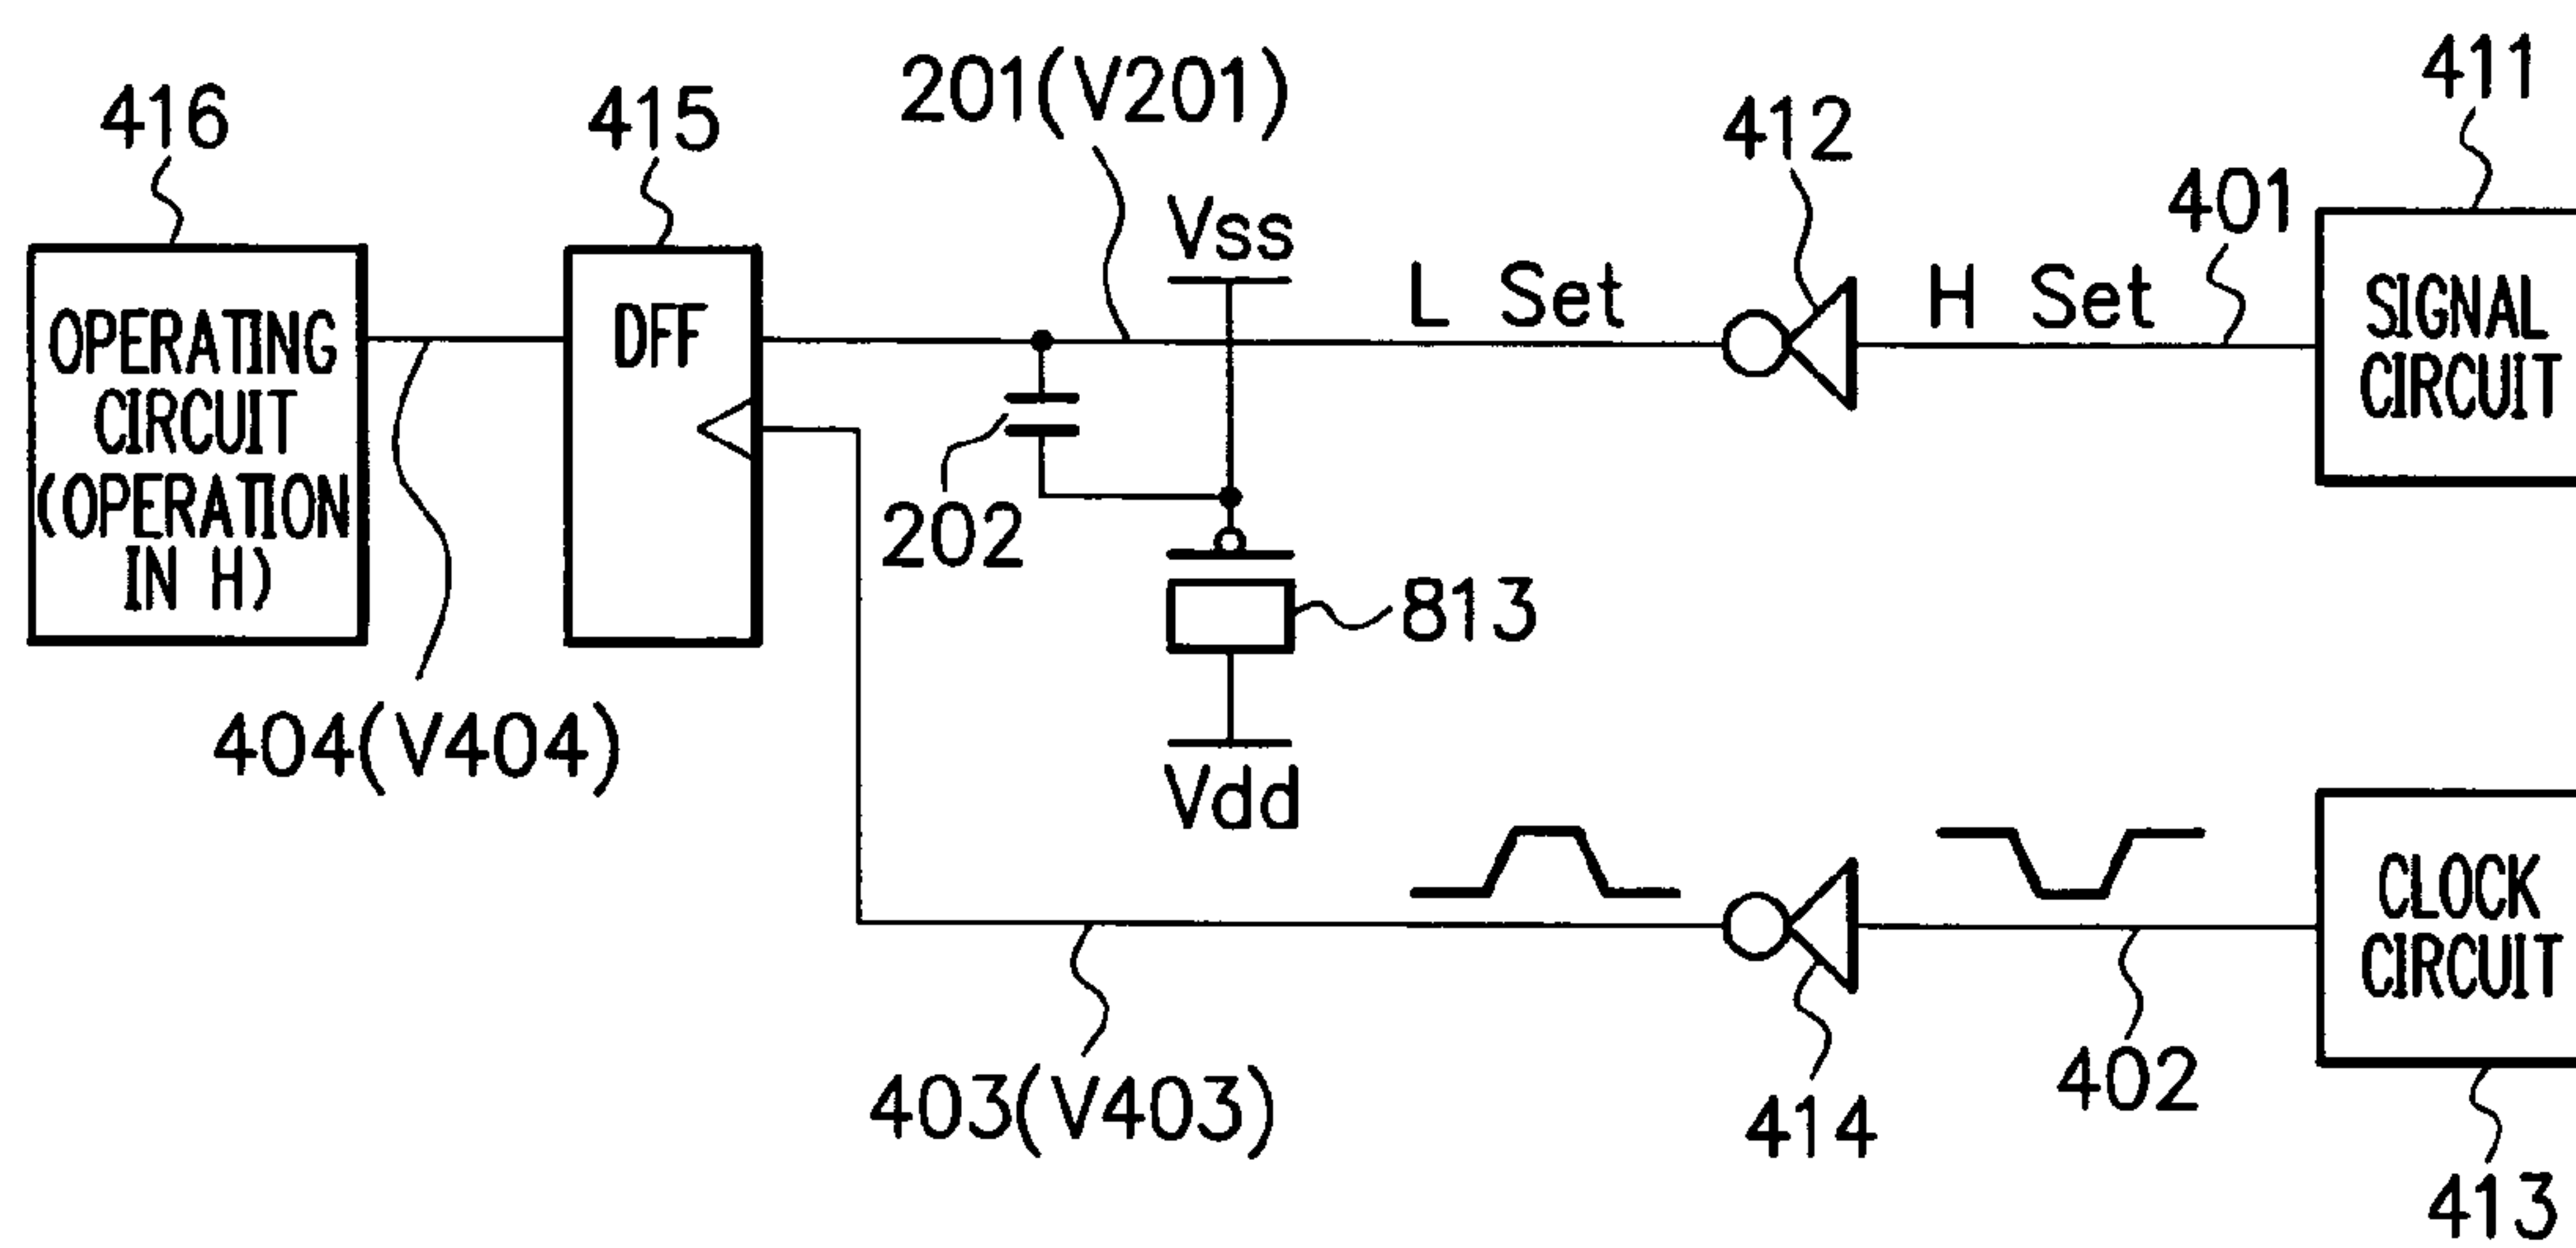 416
415
201(V201)
412
411
401
Vss
L Set
H Set
SIGNAL
CIRCUIT
OPERATING
CIRCUIT
(OPERATION
IN H)
DFF
202
813
404(V404)
Vdd
CLOCK
CIRCUIT
403(V403)
414
402
413